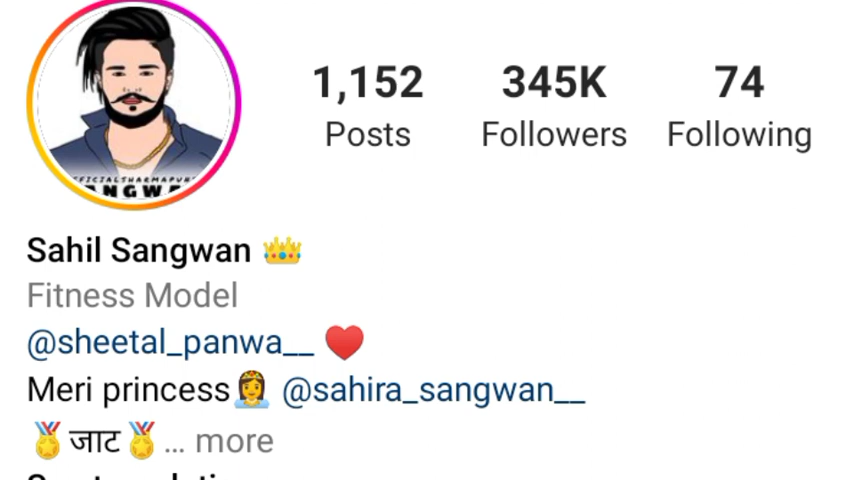 1,152 345K 74
Posts Followers Following
Sahil Sangwan 👑
Fitness Model
@sheetal_panwa__ ❤️
Meri princess👸 @sahira_sangwan__
🏅जाट🏅... more